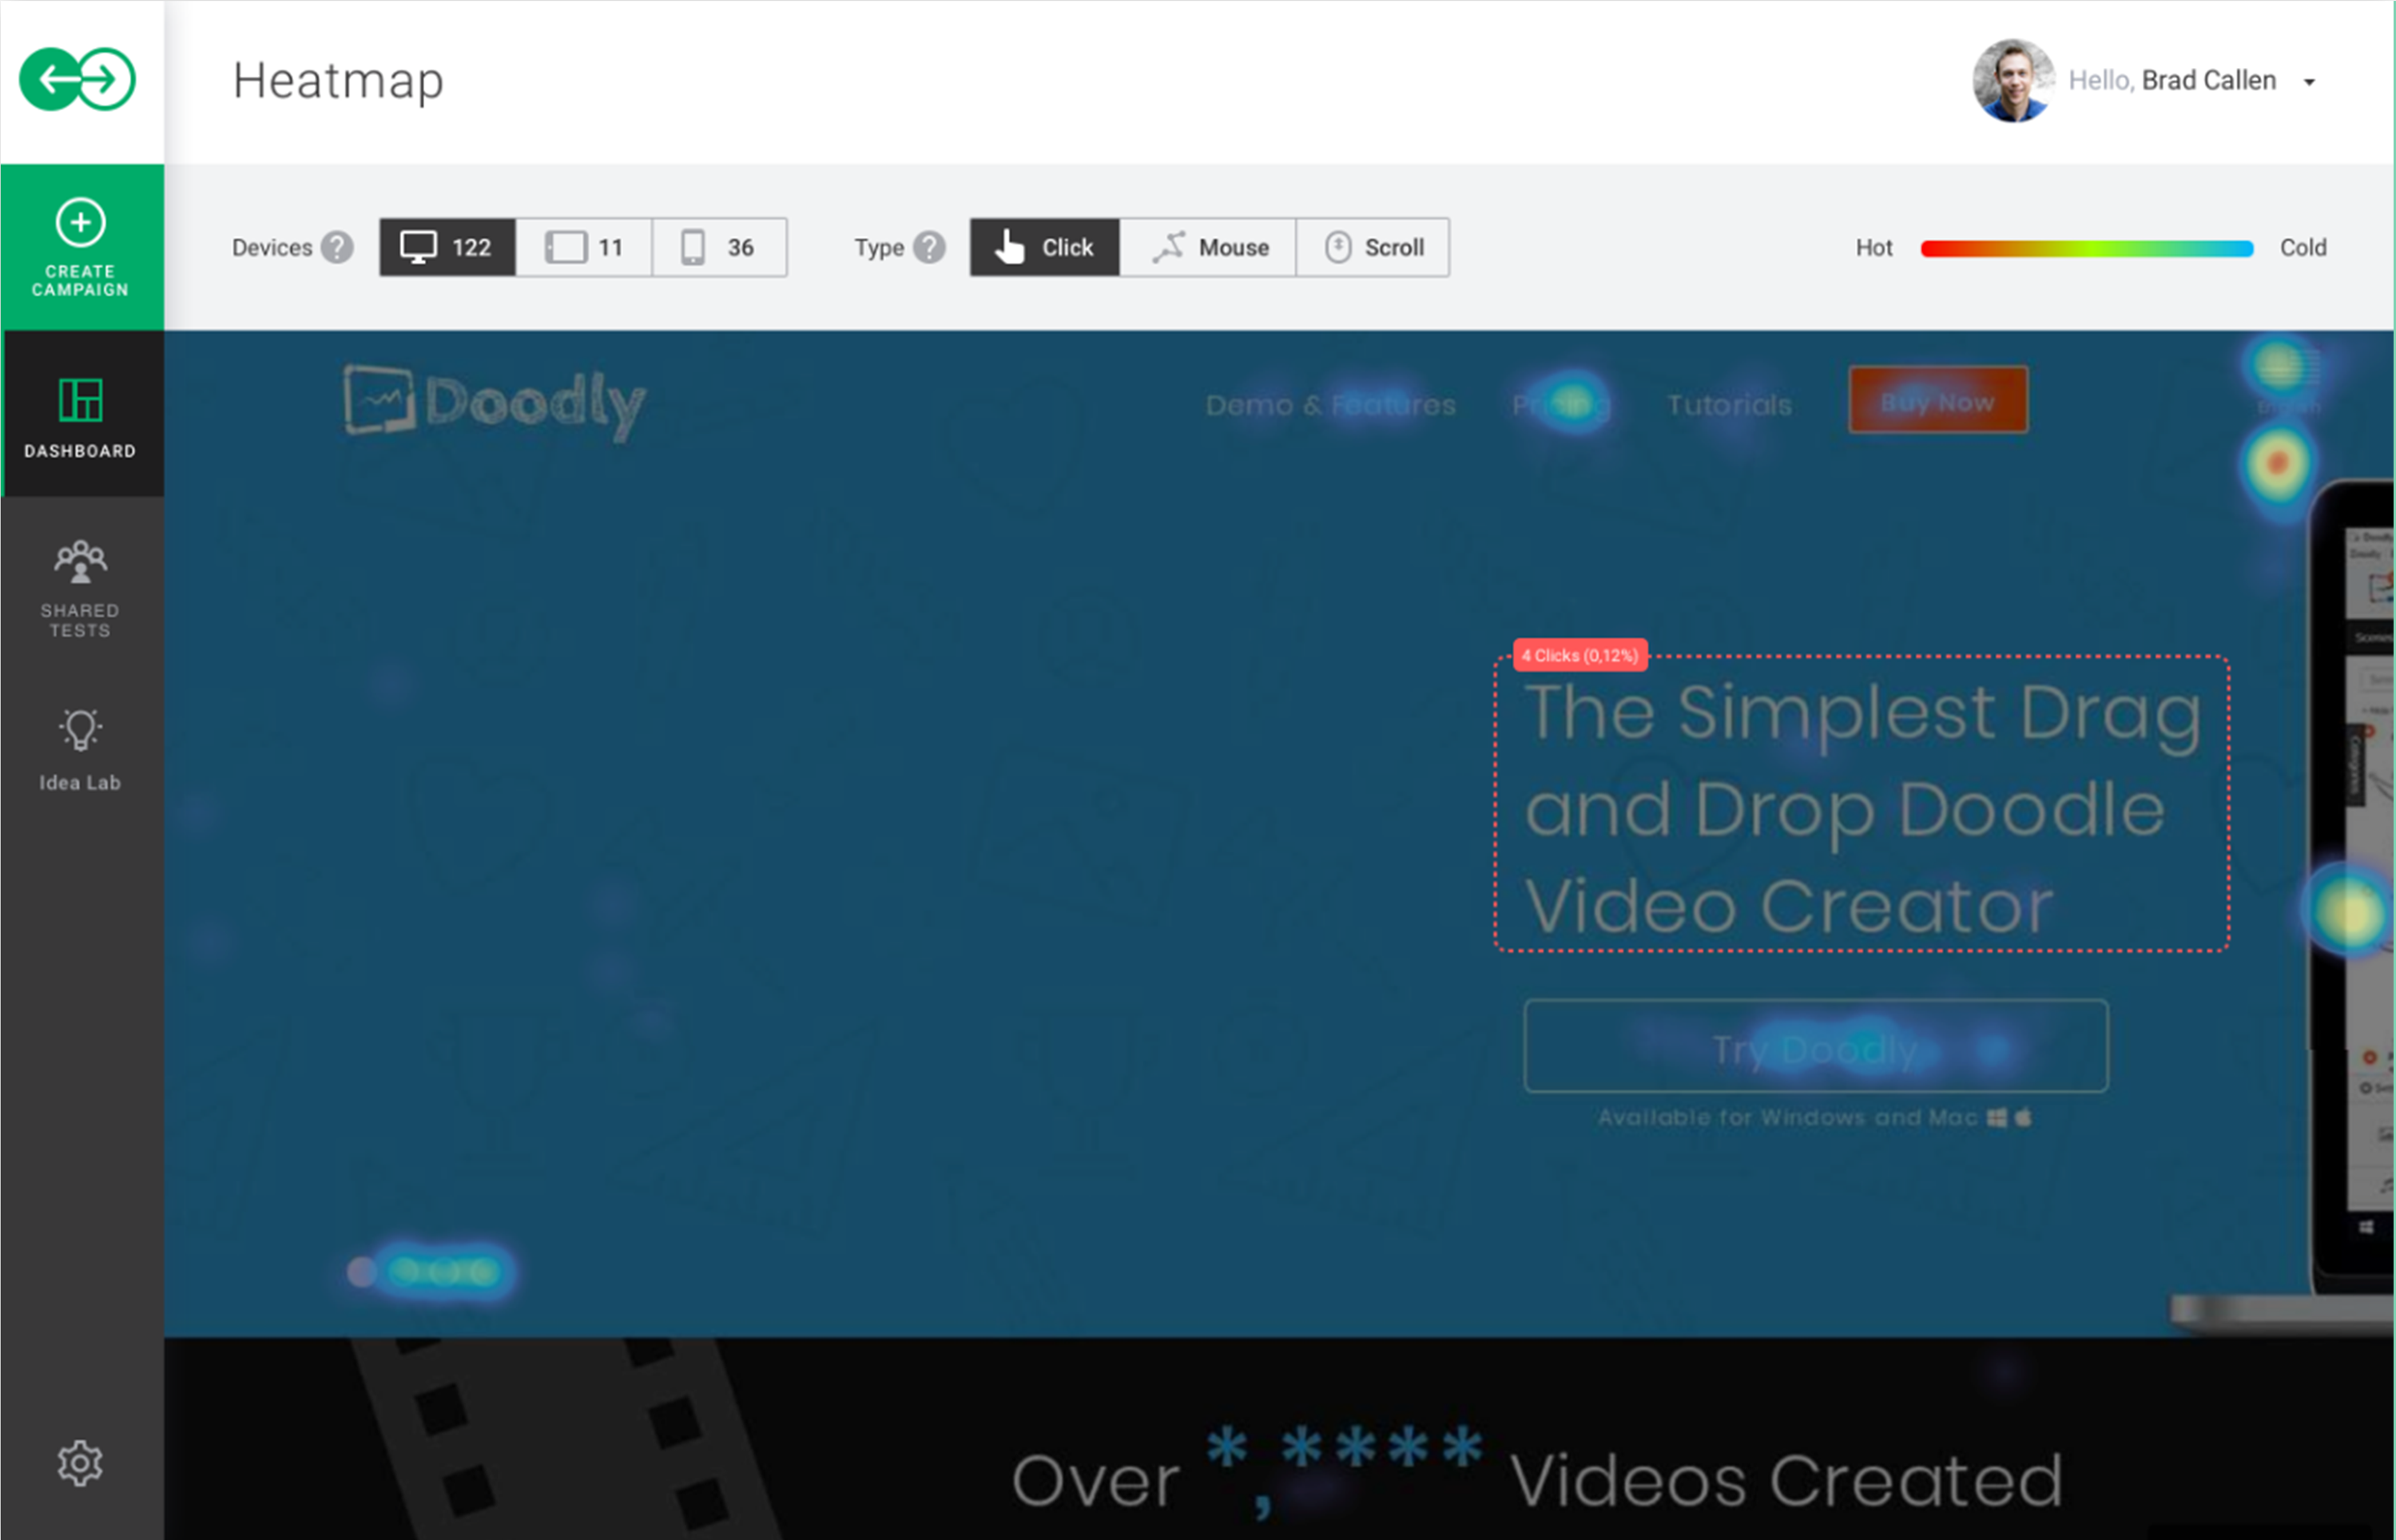 Heatmap
Hello, Brad Callen
CREATE
CAMPAIGN
Devices ? 122 11 36 Type ? Click Mouse Scroll Hot Cold
DASHBOARD
Doodly
Demo & Features Pricing Tutorials Buy Now
English
SHARED
TESTS
Idea Lab
4 Clicks (0,12%)
The Simplest Drag
and Drop Doodle
Video Creator
Try Doodly
Available for Windows and Mac
Over *,**** Videos Created